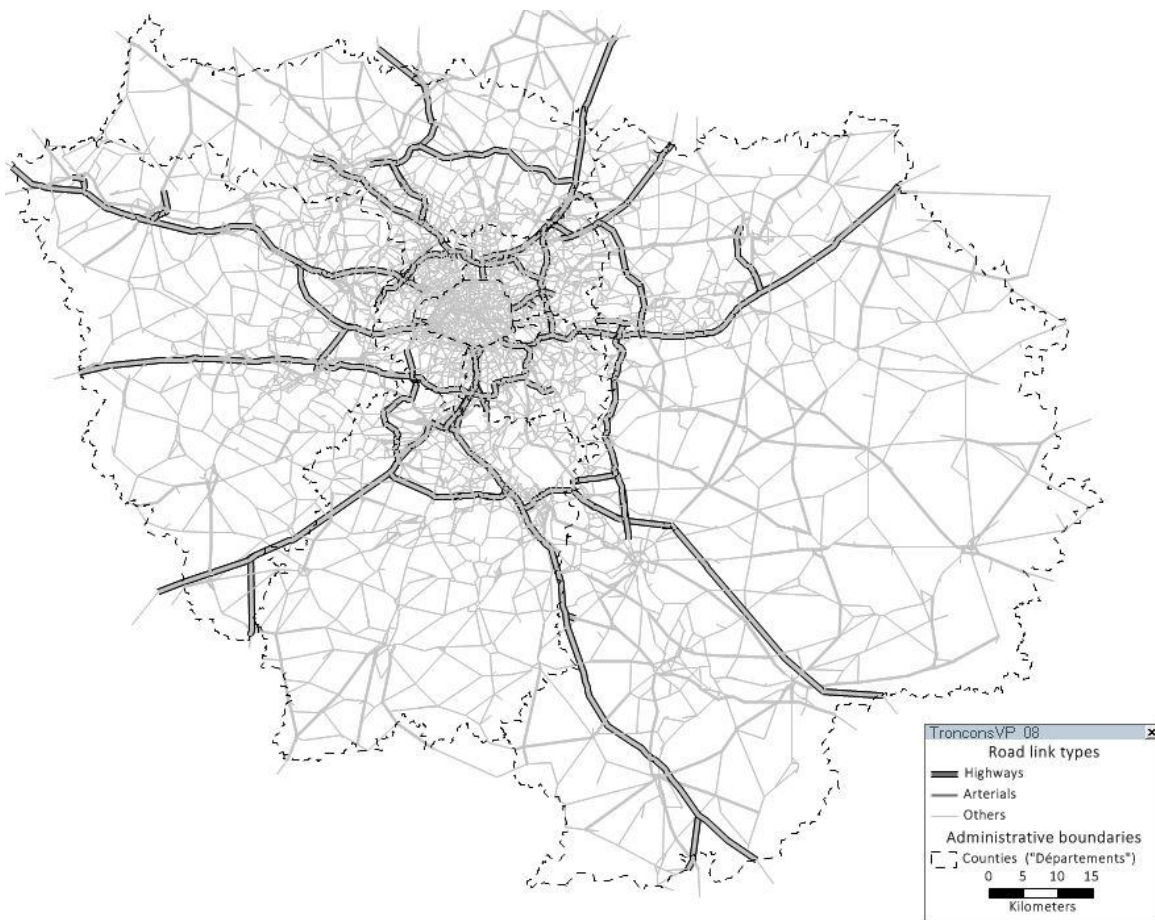 TronconsVP_08
Road link types
Highways
Arterials
Others
Administrative boundaries
Counties ("Départements")
0 5 10 15
Kilometers